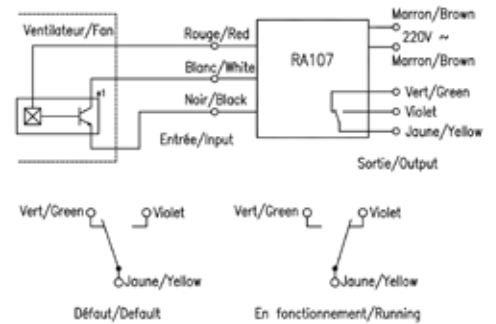 Marron/Brown
Ventilateur/Fan
Rouge/Red
220V ~
RA107
Blanc/White
Marron/Brown
*1
Noir/Black
Vert/Green
Violet
Entrée/Input
Jaune/Yellow
Sortie/Output
Vert/Green
Violet
Vert/Green
Violet
Jaune/Yellow
Jaune/Yellow
Défaut/Default
En fonctionnement/Running